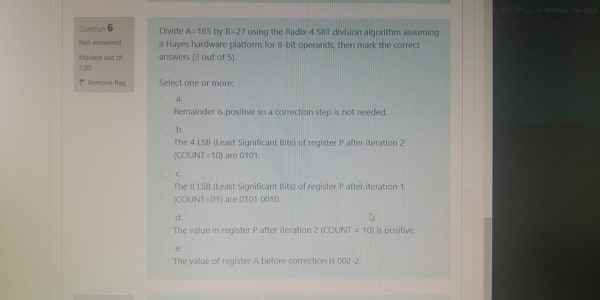 Question 6
Not answered
Marked out of
2.00
Remove flag
Divide A=165 by B=27 using the Radix-4 SRT division algorithm assuming
a Hayes hardware platform for 8-bit operands, then mark the correct
answers (3 out of 5).
Select one or more:
a.
Remainder is positive so a correction step is not needed.
b.
The 4 LSB (Least Significant Bits) of register P after iteration 2
(COUNT=10) are 0101.
c.
The 8 LSB (Least Significant Bits) of register P after iteration 1
(COUNT=01) are 0101 0010.
d.
The value in register P after iteration 2 (COUNT = 10) is positive.
e.
The value of register A before correction is 002-2.